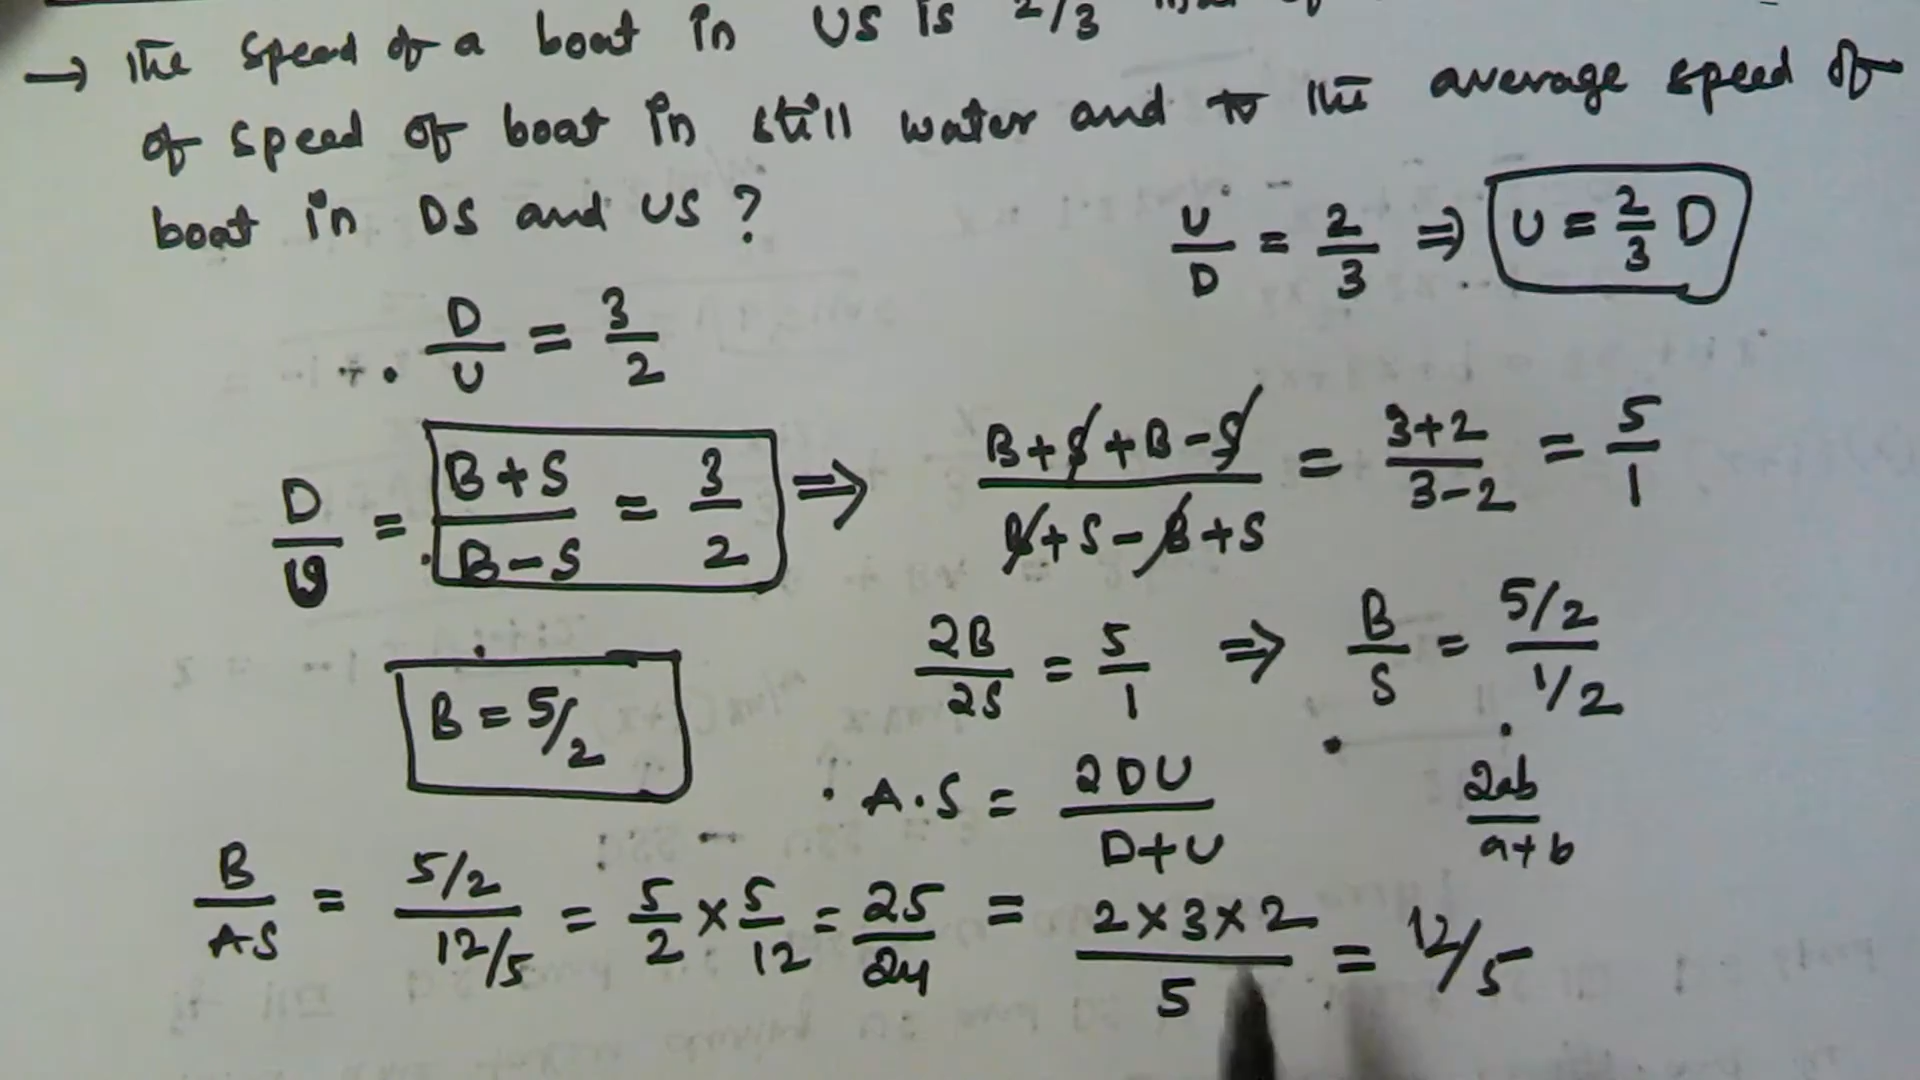 → The speed of a boat in US is 2/3
of speed of boat in still water and to the average speed of
boat in DS and US ?
U/D = 2/3 ⇒ U = 2/3 D
D/U = 3/2
D/U = B+S/B-S = 3/2 ⇒ B+S+B-S/B+S-B+S = 3+2/3-2 = 5/1
2B/2S = 5/1 ⇒ B/S = 5/2/1/2
B = 5/2
A.S = 2DU/D+U 2ab/a+b
B/AS = 5/2/12/5 = 5/2 × 5/12 = 25/24 = 2×3×2/5 = 12/5